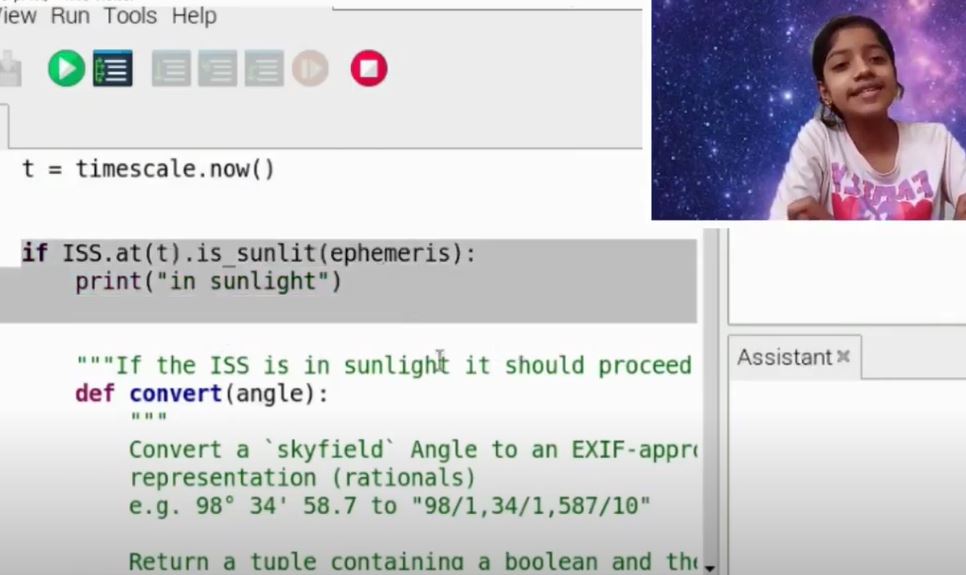 View Run Tools Help
t = timescale.now()
if ISS.at(t).is_sunlit(ephemeris):
print("in sunlight")
"""If the ISS is in sunlight it should proceed
def convert(angle):
"""
Convert a `skyfield` Angle to an EXIF-appro
representation (rationals)
e.g. 98° 34' 58.7 to "98/1,34/1,587/10"
Return a tuple containing a boolean and the
Assistant
FAMILY